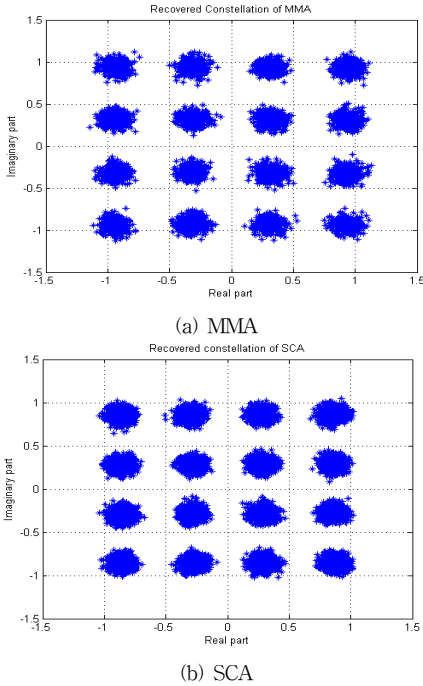 Recovered Constellation of MMA
1.5
1
0.5
0
-0.5
-1
-1.5
Imaginary part
-1.5 -1 -0.5 0 0.5 1 1.5
Real part
(a) MMA
Recovered constellation of SCA
1.5
1
0.5
0
-0.5
-1
-1.5
Imaginary part
-1.5 -1 -0.5 0 0.5 1 1.5
Real part
(b) SCA